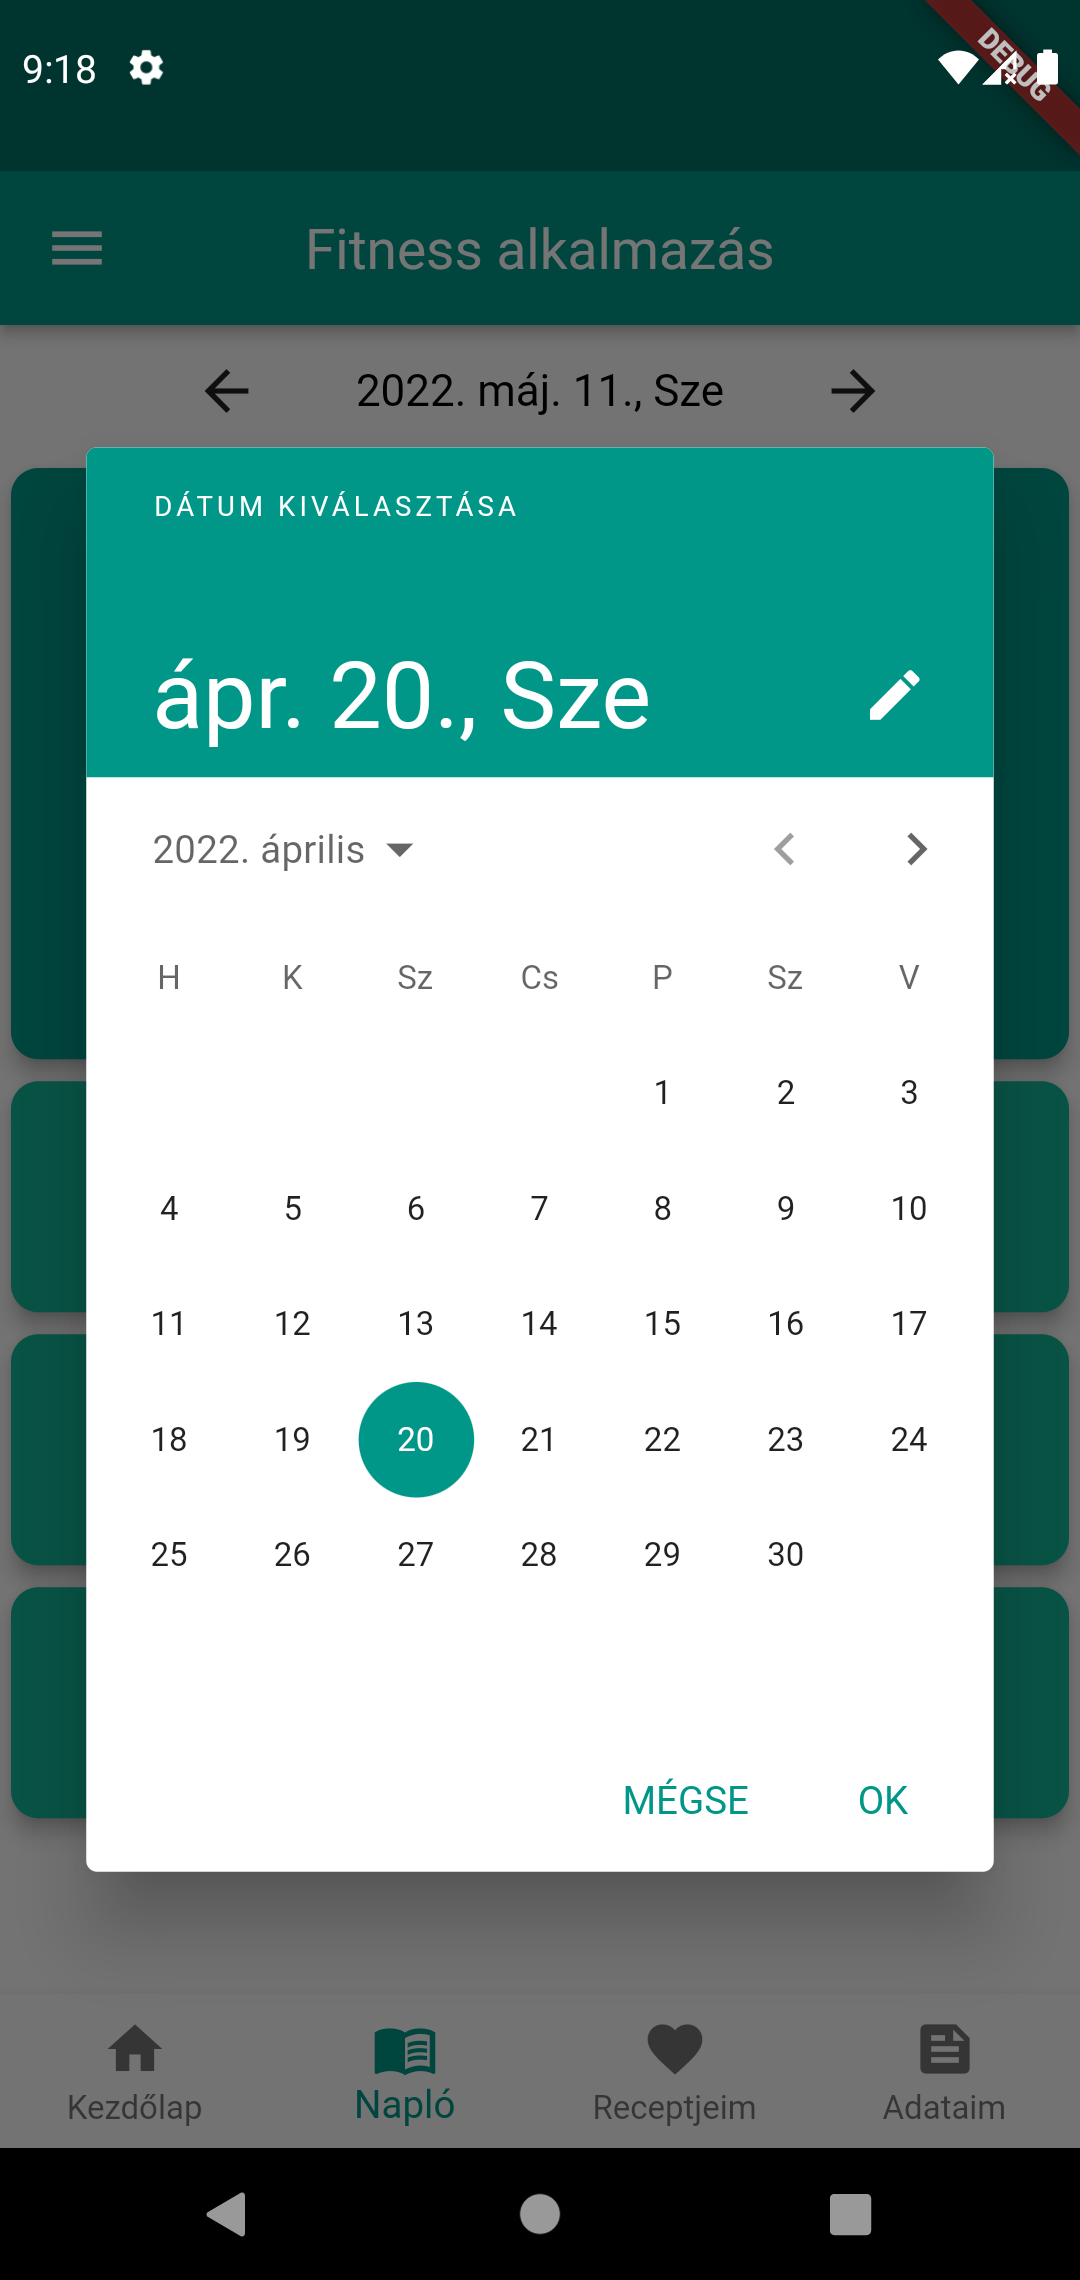 9:18
DEBUG
Fitness alkalmazás
2022. máj. 11., Sze
DÁTUM KIVÁLASZTÁSA
ápr. 20., Sze
2022. április
H K Sz Cs P Sz V
1 2 3
4 5 6 7 8 9 10
11 12 13 14 15 16 17
18 19 20 21 22 23 24
25 26 27 28 29 30
MÉGSE OK
Kezdőlap Napló Receptjeim Adataim